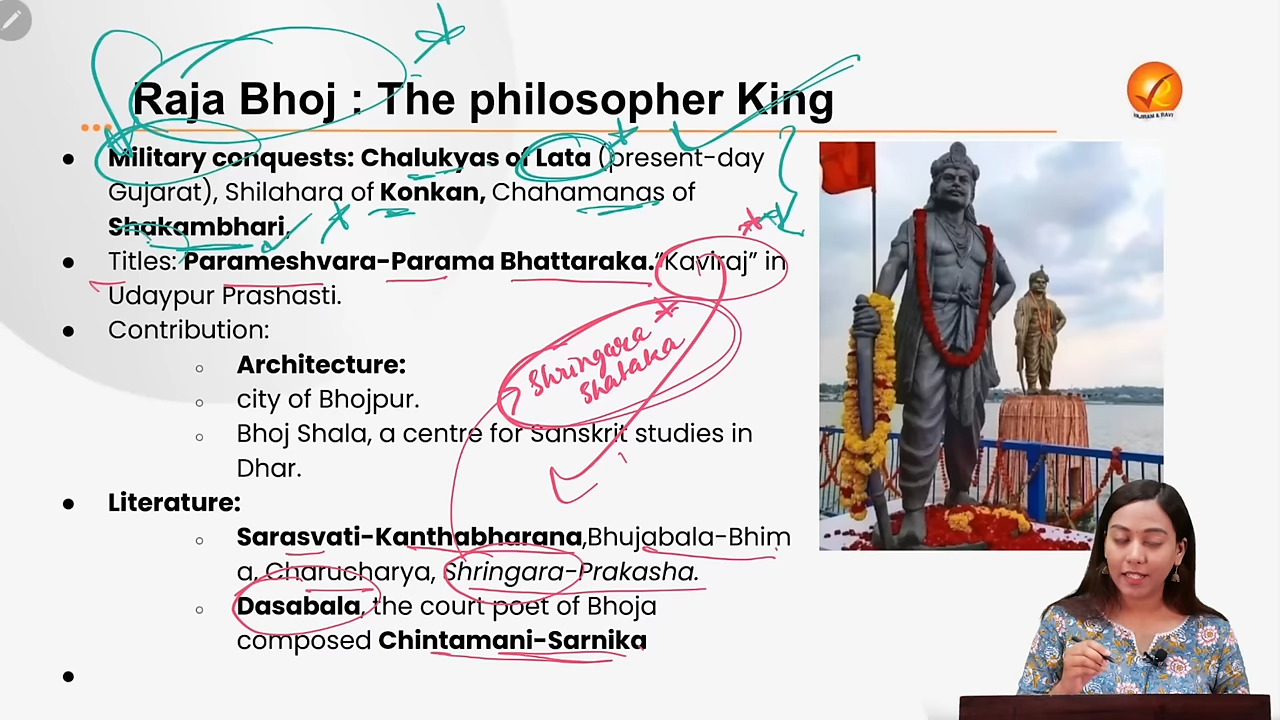 Raja Bhoj : The philosopher King
VAJIRAM & RAVI
● Military conquests: Chalukyas of Lata (present-day
Gujarat), Shilahara of Konkan, Chahamanas of
Shakambhari,
● Titles: Parameshvara-Parama Bhattaraka.“Kaviraj” in
Udaypur Prashasti.
● Contribution:
○ Architecture:
○ city of Bhojpur.
○ Bhoj Shala, a centre for Sanskrit studies in
Dhar.
Shringara
Shataka
● Literature:
○ Sarasvati-Kanthabharana,Bhujabala-Bhim
a, Charucharya, Shringara-Prakasha.
○ Dasabala, the court poet of Bhoja
composed Chintamani-Sarnika
●